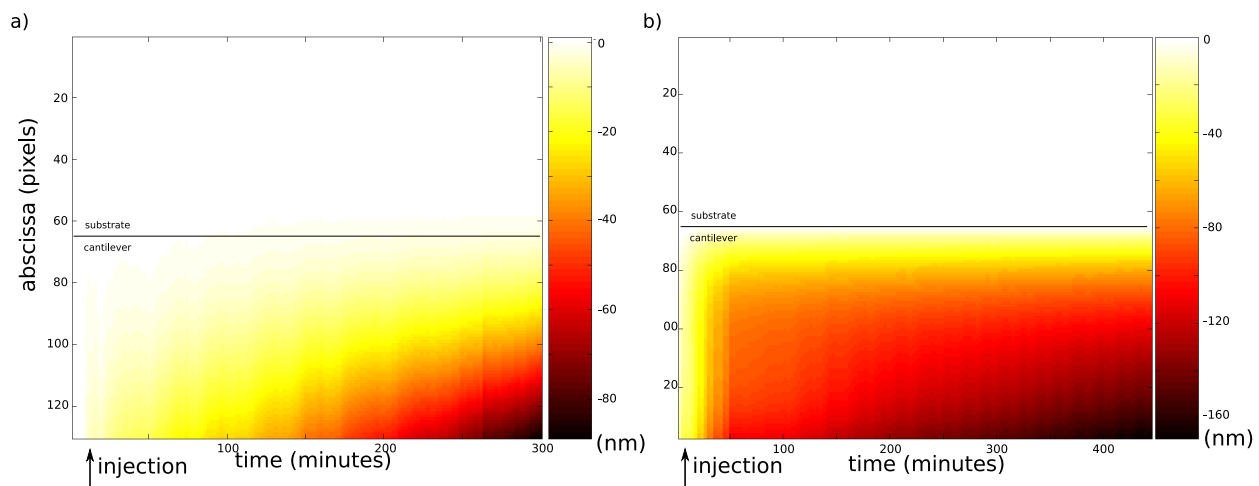 a)
abscissa (pixels)
20
40
60
80
100
120
substrate
cantilever
100
200
300
time (minutes)
injection
0
-20
-40
-60
-80
(nm)
b)
20
40
60
80
00
20
substrate
cantilever
100
200
300
400
time (minutes)
injection
0
-40
-80
-120
-160
(nm)